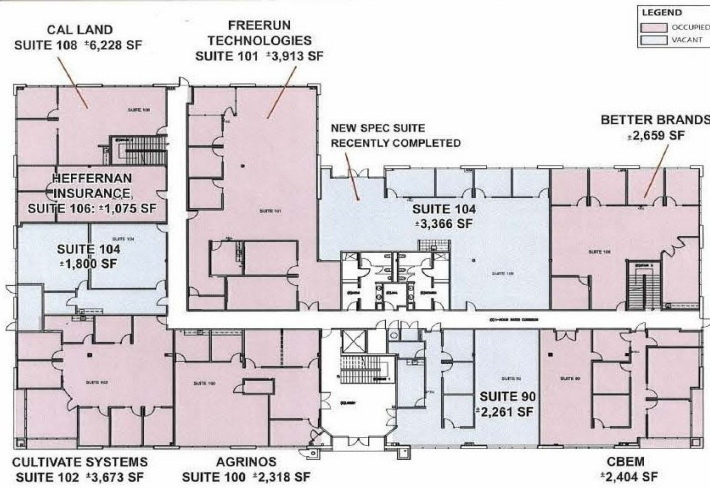 LEGEND
OCCUPIED
VACANT
CAL LAND
SUITE 108 ±6,228 SF
FREERUN
TECHNOLOGIES
SUITE 101 ±3,913 SF
NEW SPEC SUITE
RECENTLY COMPLETED
BETTER BRANDS
±2,659 SF
HEFFERNAN
INSURANCE
SUITE 106: ±1,075 SF
SUITE 101
SUITE 104
±3,366 SF
SUITE 104
±1,800 SF
SUITE 90
±2,261 SF
CULTIVATE SYSTEMS
SUITE 102 ±3,673 SF
AGRINOS
SUITE 100 ±2,318 SF
CBEM
±2,404 SF